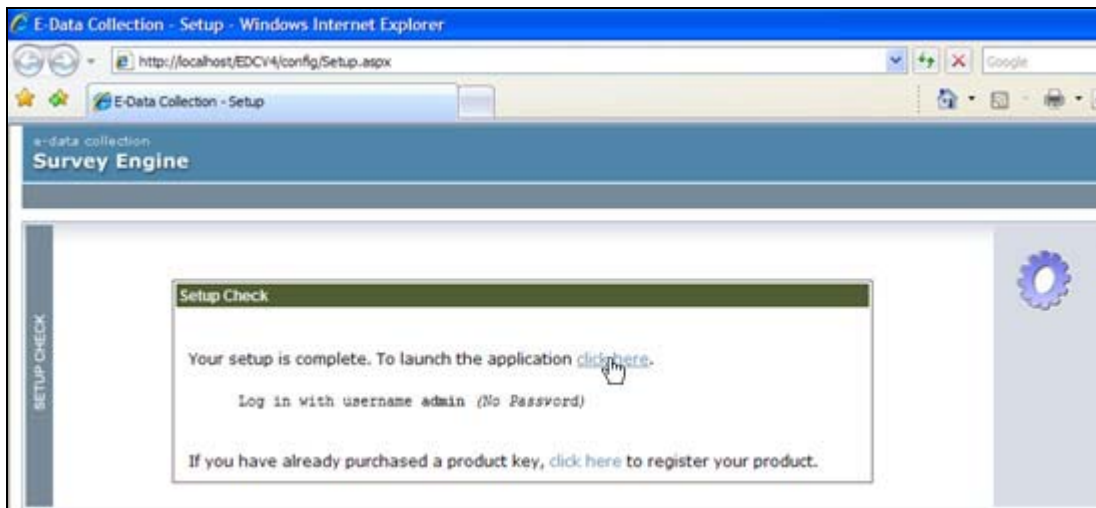 E-Data Collection - Setup - Windows Internet Explorer
http://localhost/EDCV4/config/Setup.aspx
Google
E-Data Collection - Setup
e-data collection
Survey Engine
SETUP CHECK
Setup Check
Your setup is complete. To launch the application click here.
Log in with username admin (No Password)
If you have already purchased a product key, click here to register your product.